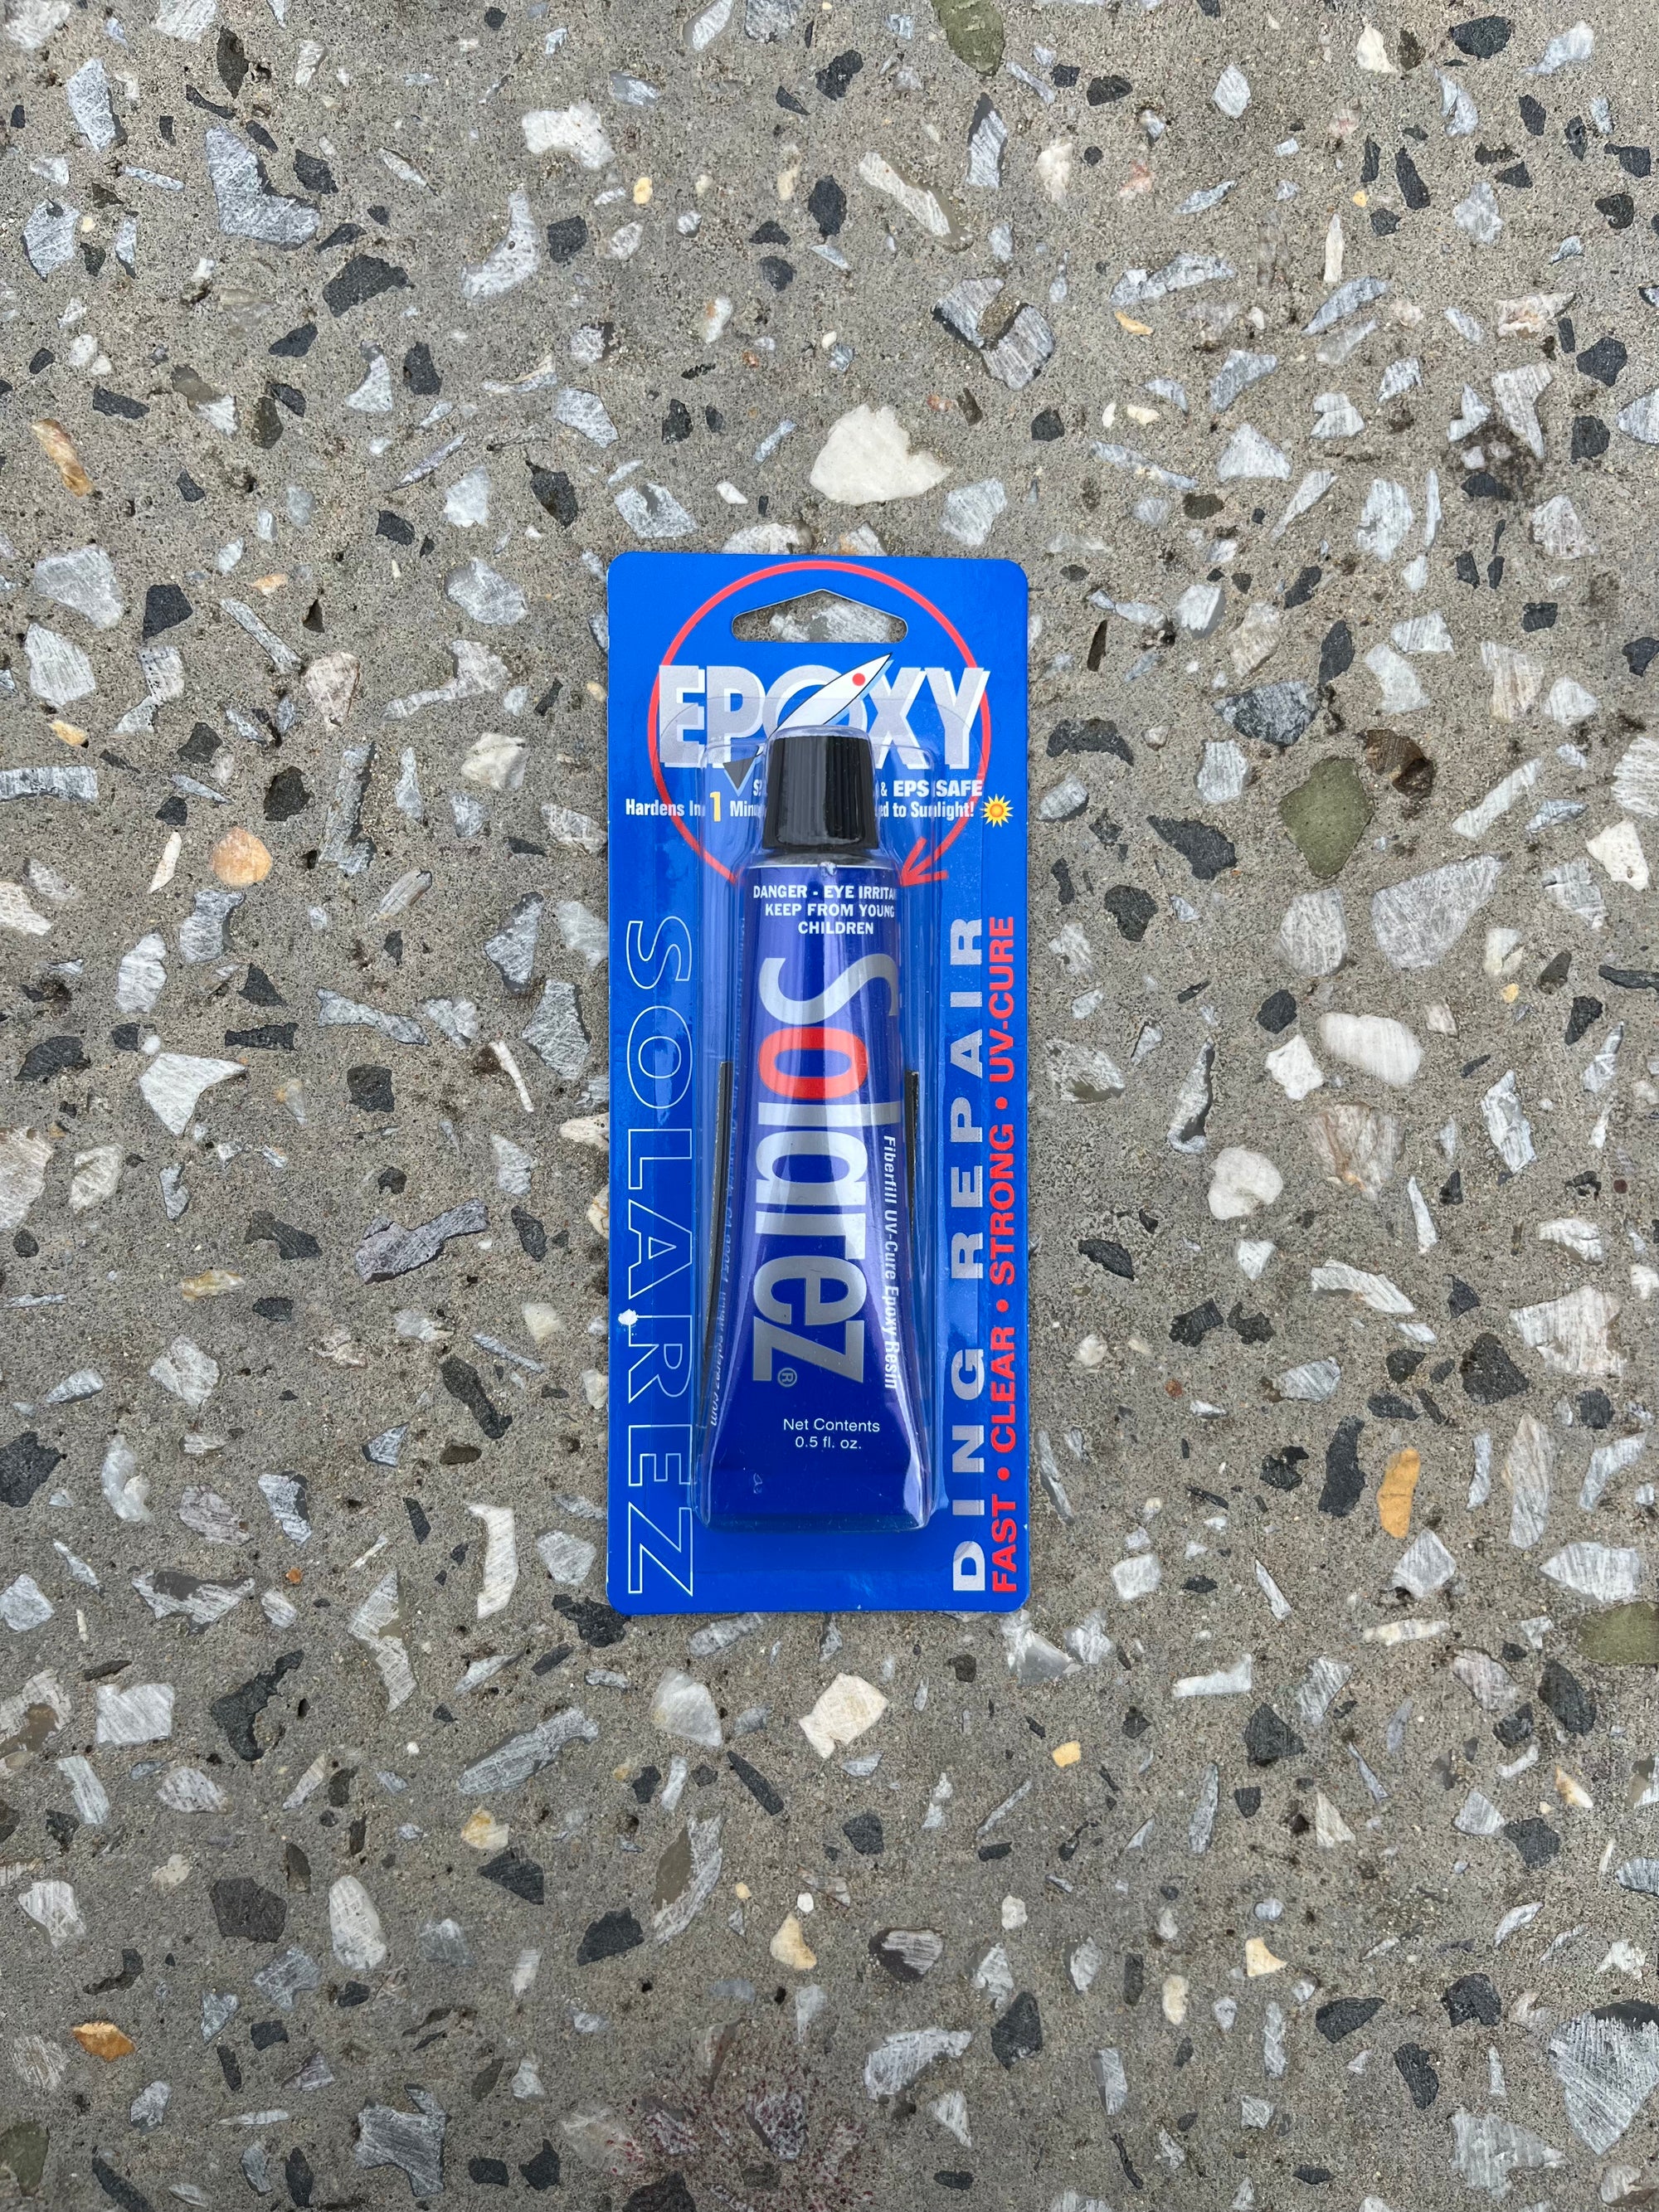 EPOXY
& EPS SAFE
Hardens In 1 to Sunlight!
DANGER - EYE
KEEP FROM YOUNG
CHILDREN
SOLAREZ
Solarez®
Fiberfill UV-Cure Epoxy Resin
Net Contents
0.5 fl. oz.
DING REPAIR
FAST • CLEAR • STRONG • UV-CURE